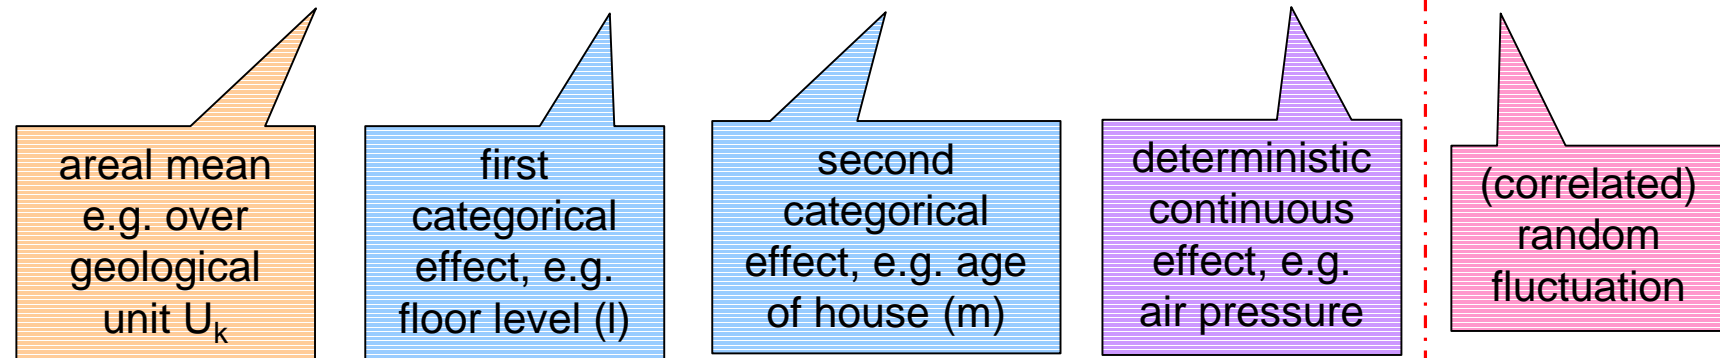 areal mean
e.g. over
geological
unit Uₖ
first
categorical
effect, e.g.
floor level (l)
second
categorical
effect, e.g. age
of house (m)
deterministic
continuous
effect, e.g.
air pressure
(correlated)
random
fluctuation